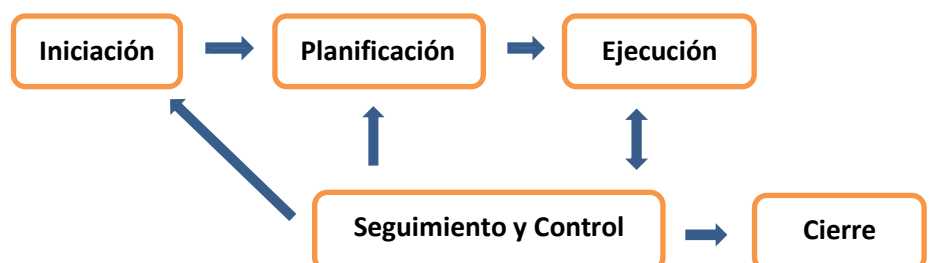 Iniciación
Planificación
Ejecución
Seguimiento y Control
Cierre